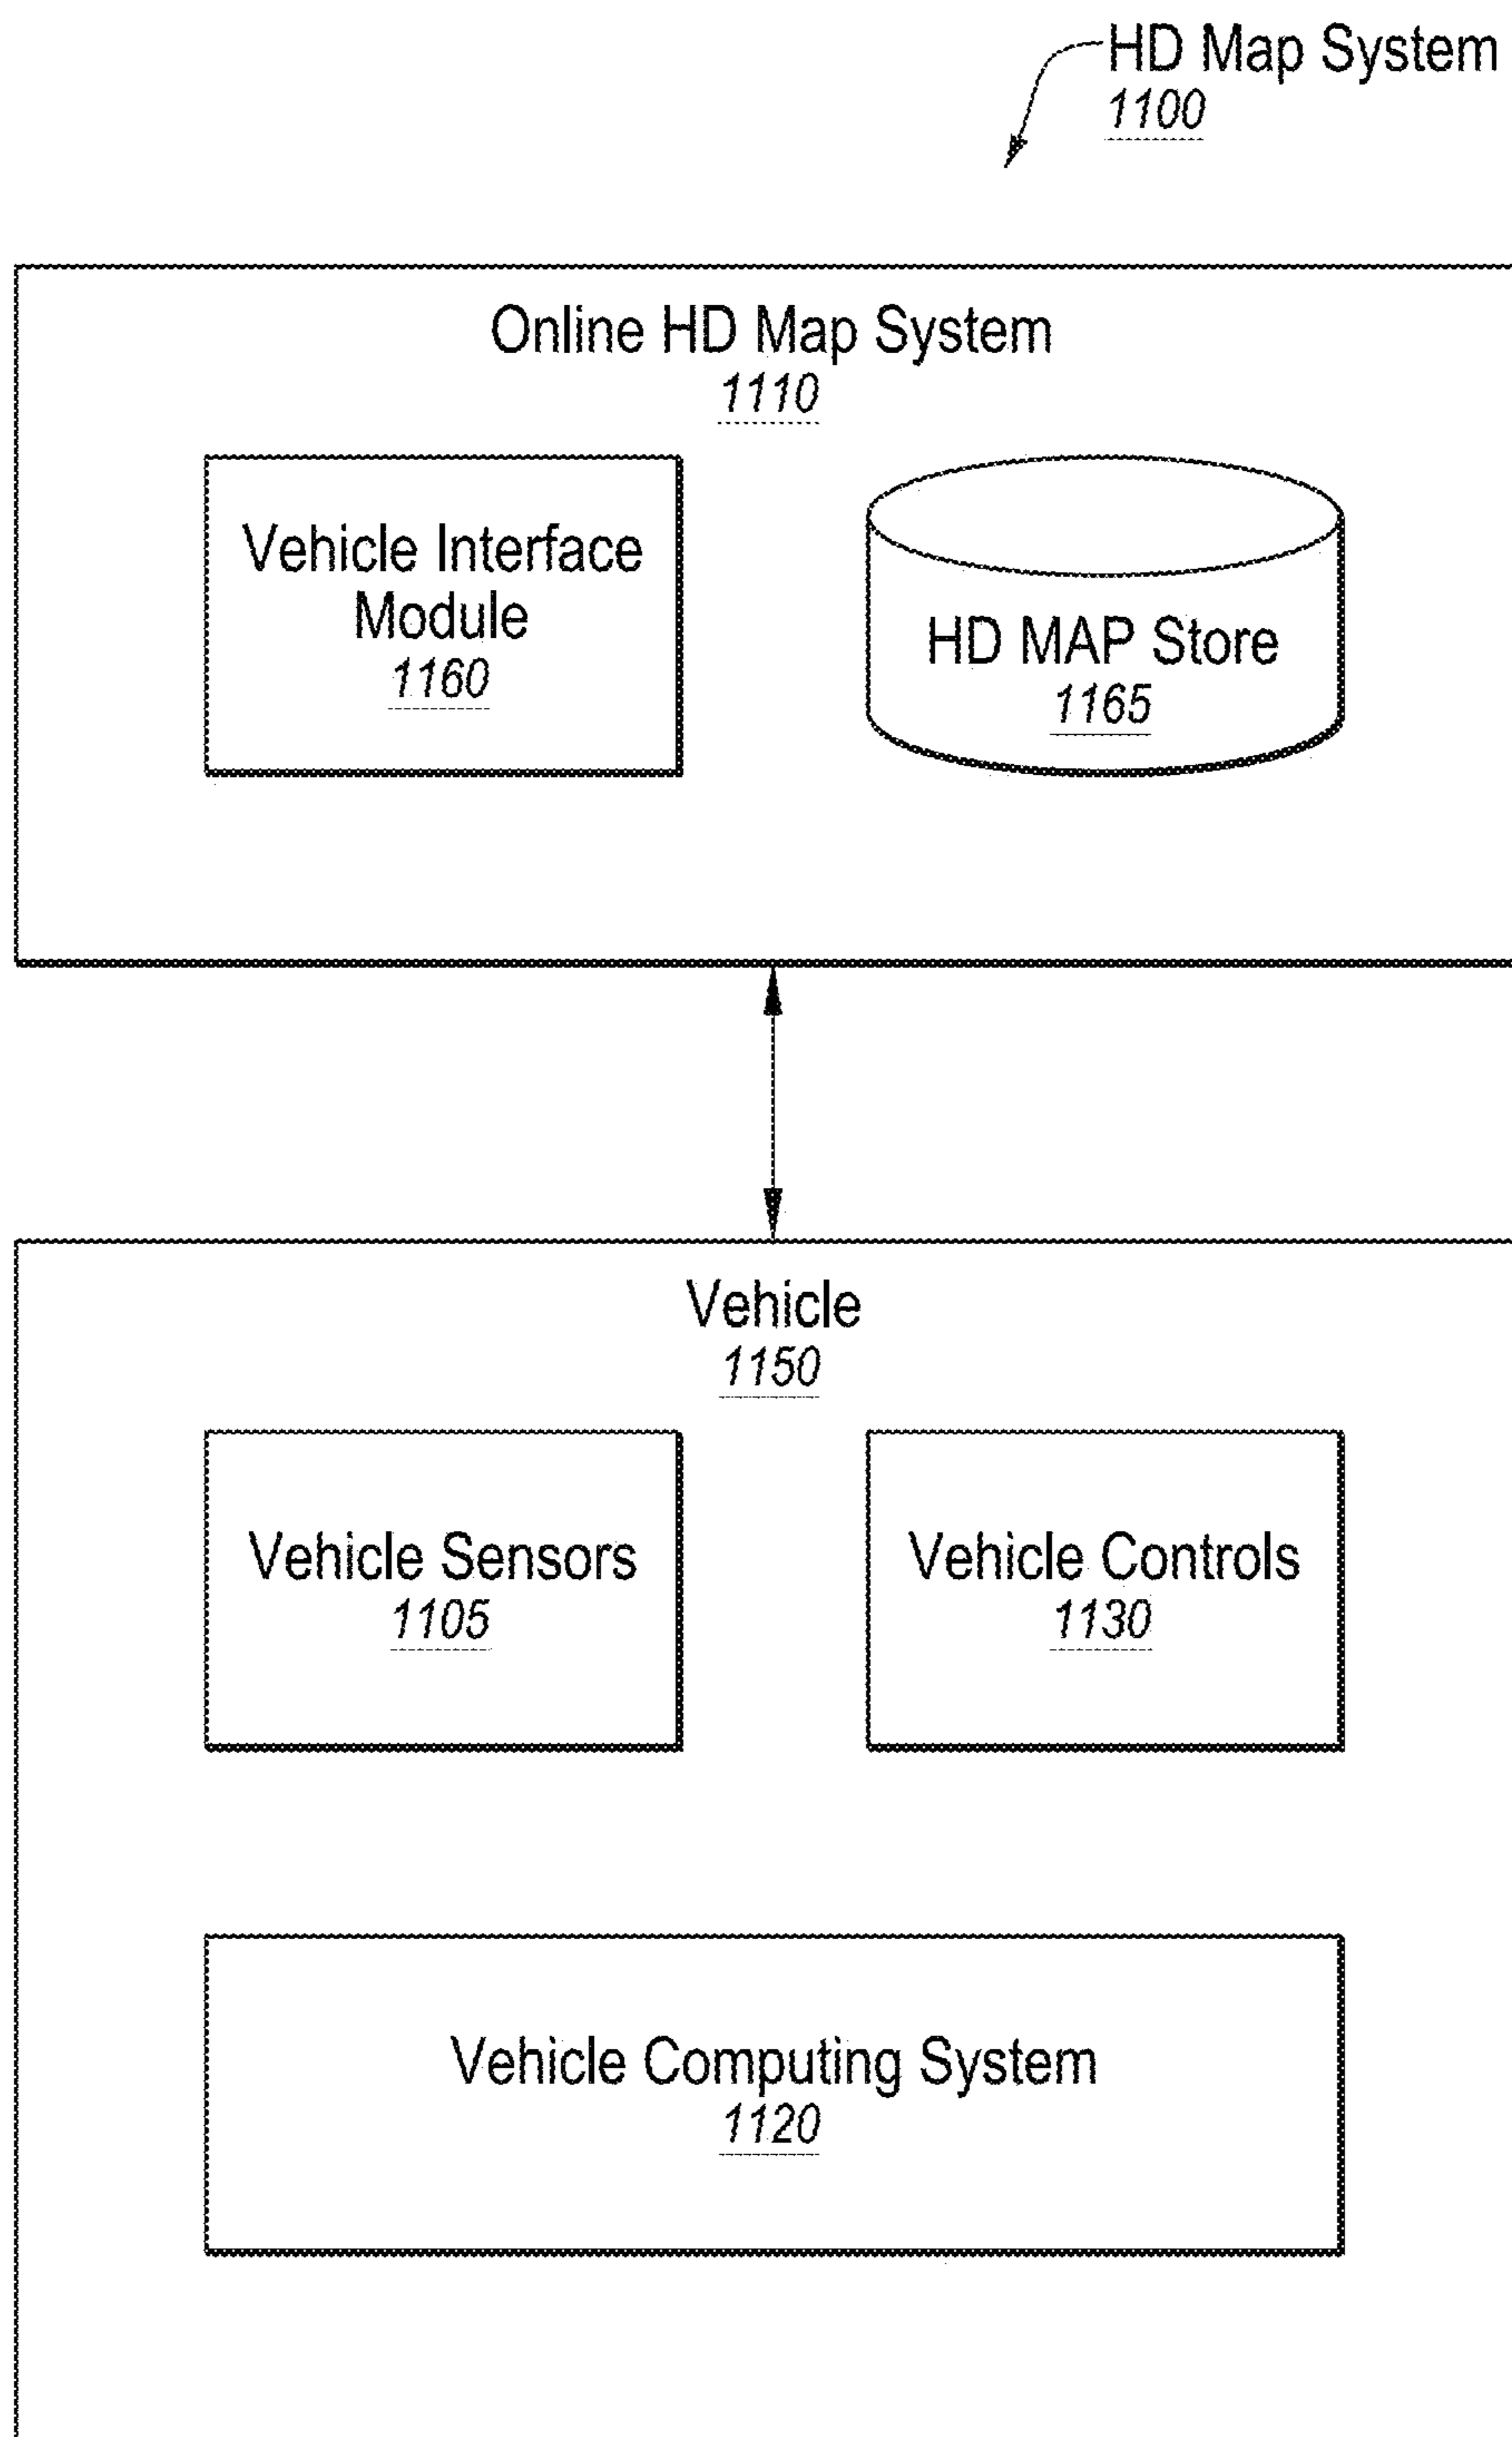 HD Map System
1100
Online HD Map System
1110
Vehicle Interface
Module
1160
HD MAP Store
1165
Vehicle
1150
Vehicle Sensors
1105
Vehicle Controls
1130
Vehicle Computing System
1120